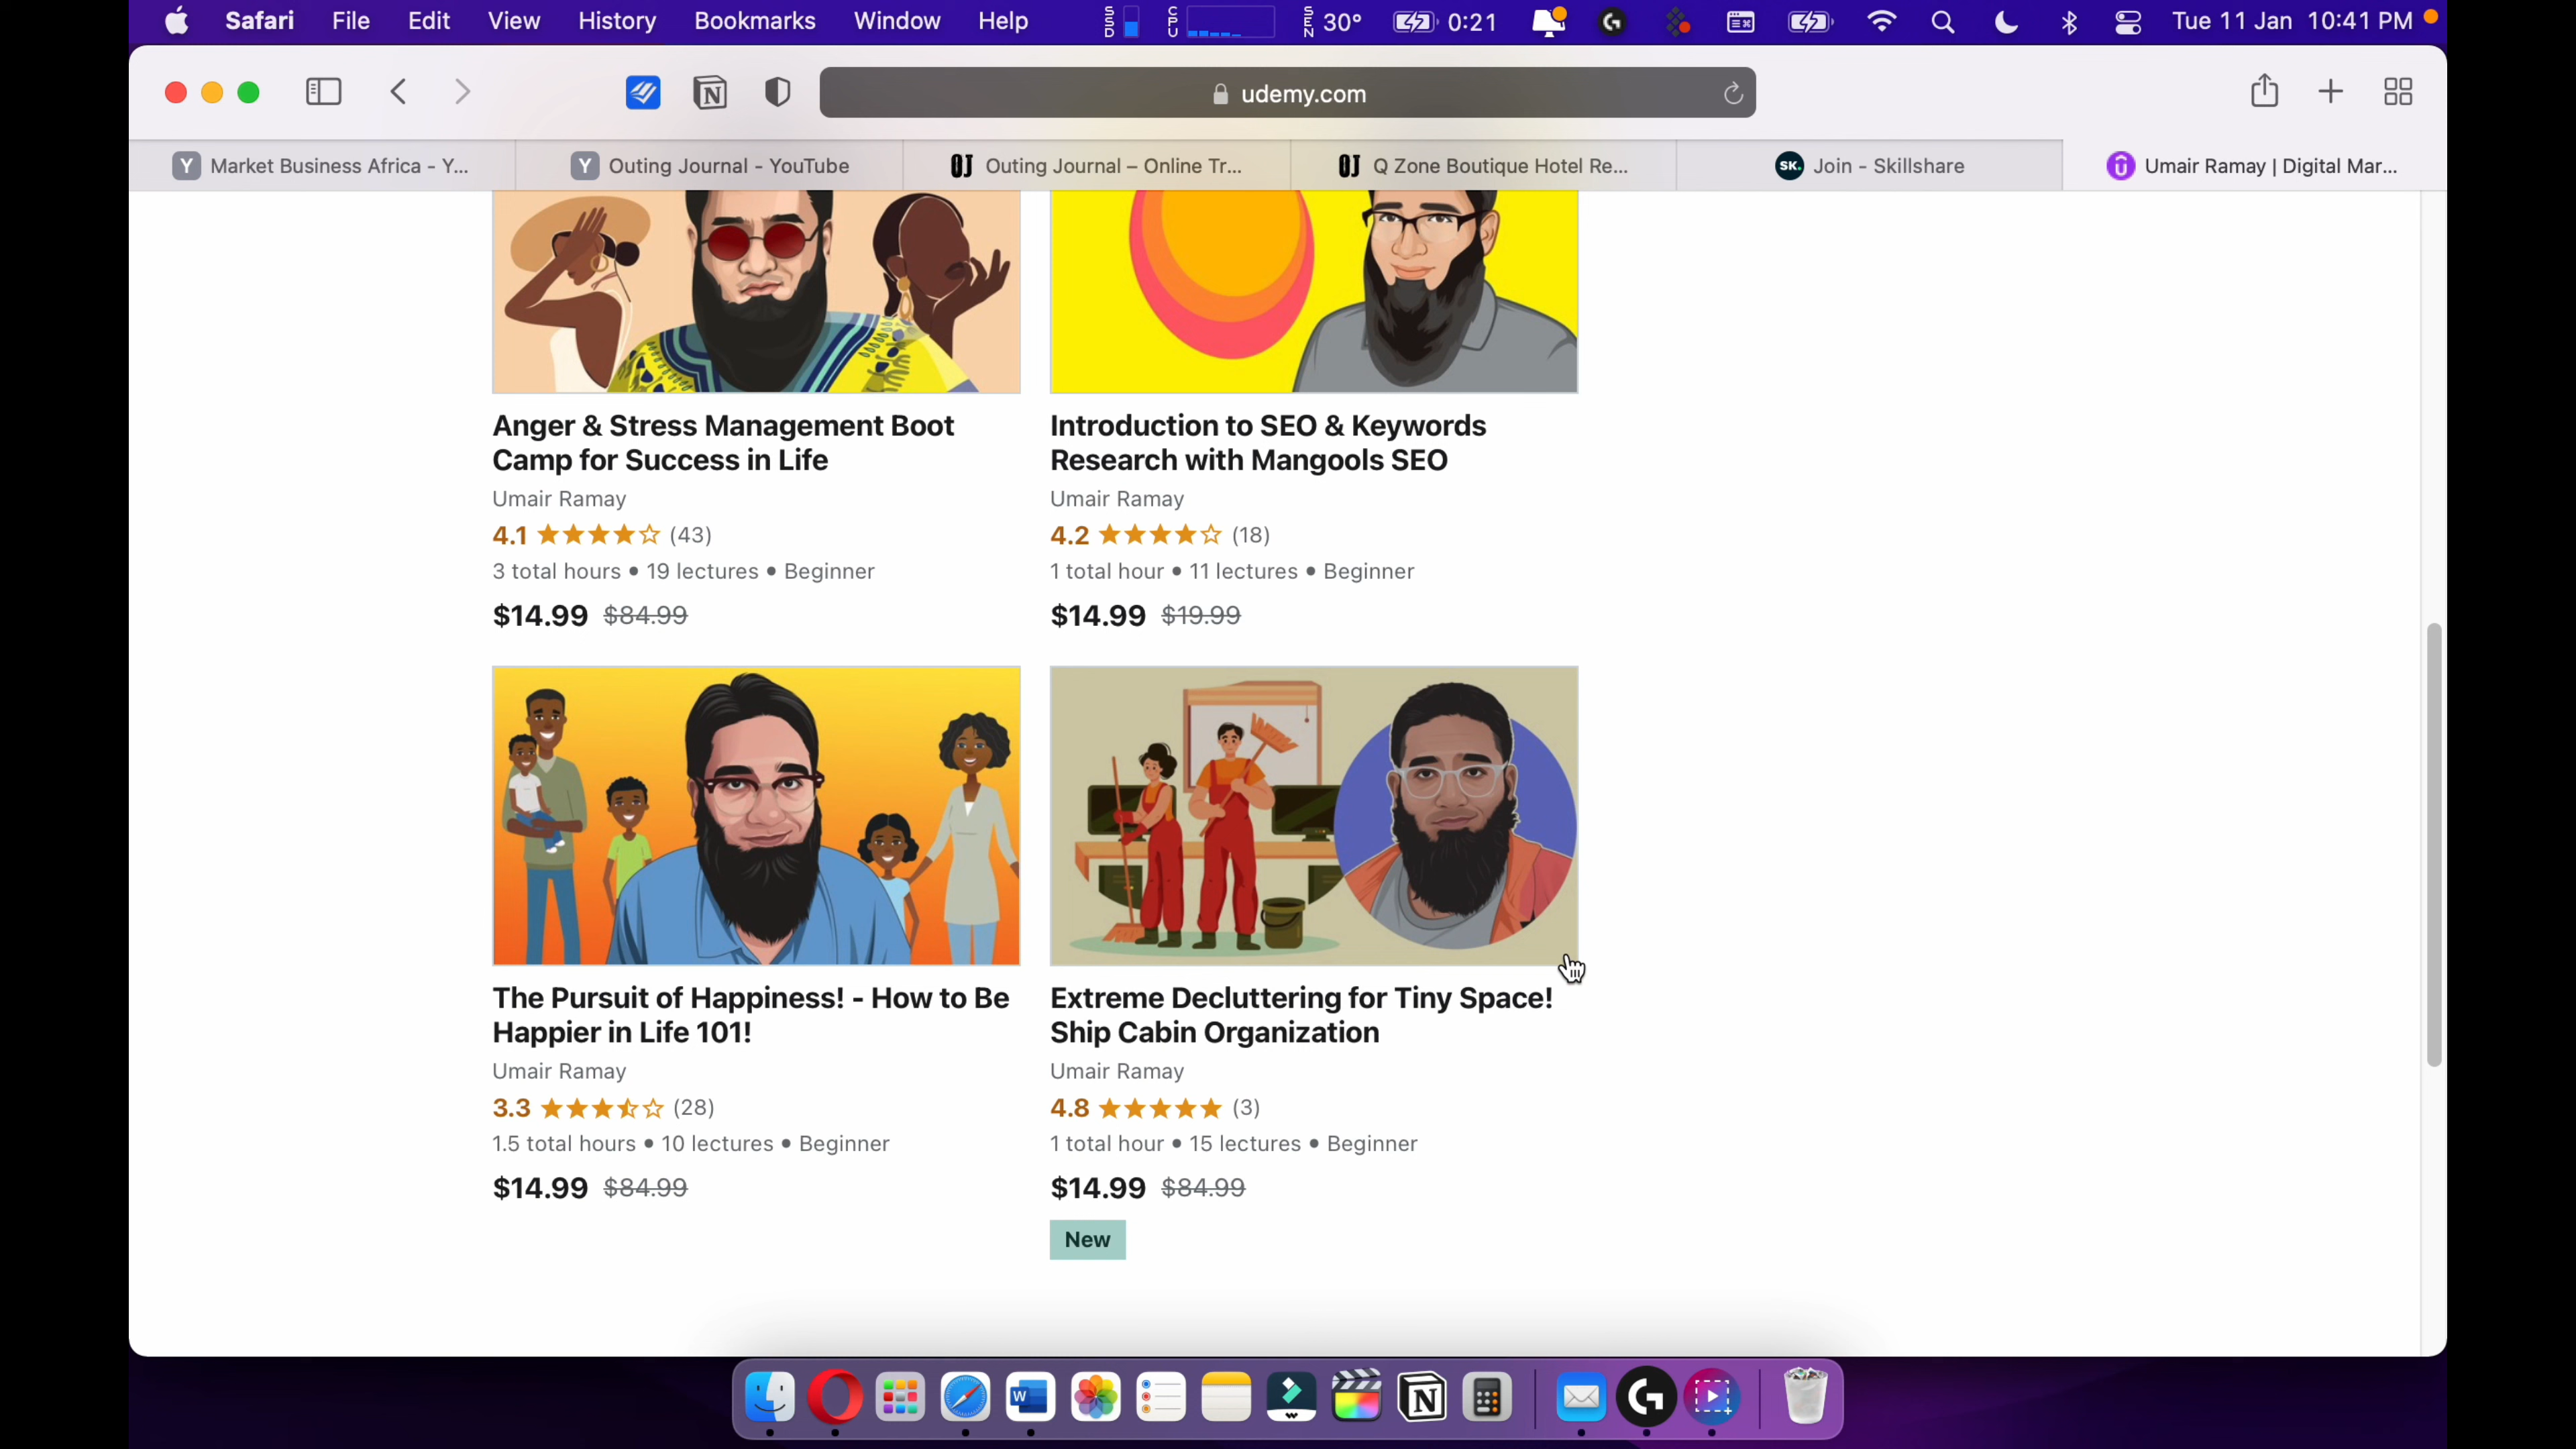 Safari File Edit View History Bookmarks Window Help SSD CPU SEN 30° 0:21 Tue 11 Jan 10:41 PM
udemy.com
Y Market Business Africa - Y... Y Outing Journal - YouTube OJ Outing Journal – Online Tr... OJ Q Zone Boutique Hotel Re... SK. Join - Skillshare Umair Ramay | Digital Mar...
Anger & Stress Management Boot
Camp for Success in Life
Umair Ramay
4.1 (43)
3 total hours • 19 lectures • Beginner
$14.99 $84.99
Introduction to SEO & Keywords
Research with Mangools SEO
Umair Ramay
4.2 (18)
1 total hour • 11 lectures • Beginner
$14.99 $19.99
The Pursuit of Happiness! - How to Be
Happier in Life 101!
Umair Ramay
3.3 (28)
1.5 total hours • 10 lectures • Beginner
$14.99 $84.99
Extreme Decluttering for Tiny Space!
Ship Cabin Organization
Umair Ramay
4.8 (3)
1 total hour • 15 lectures • Beginner
$14.99 $84.99
New